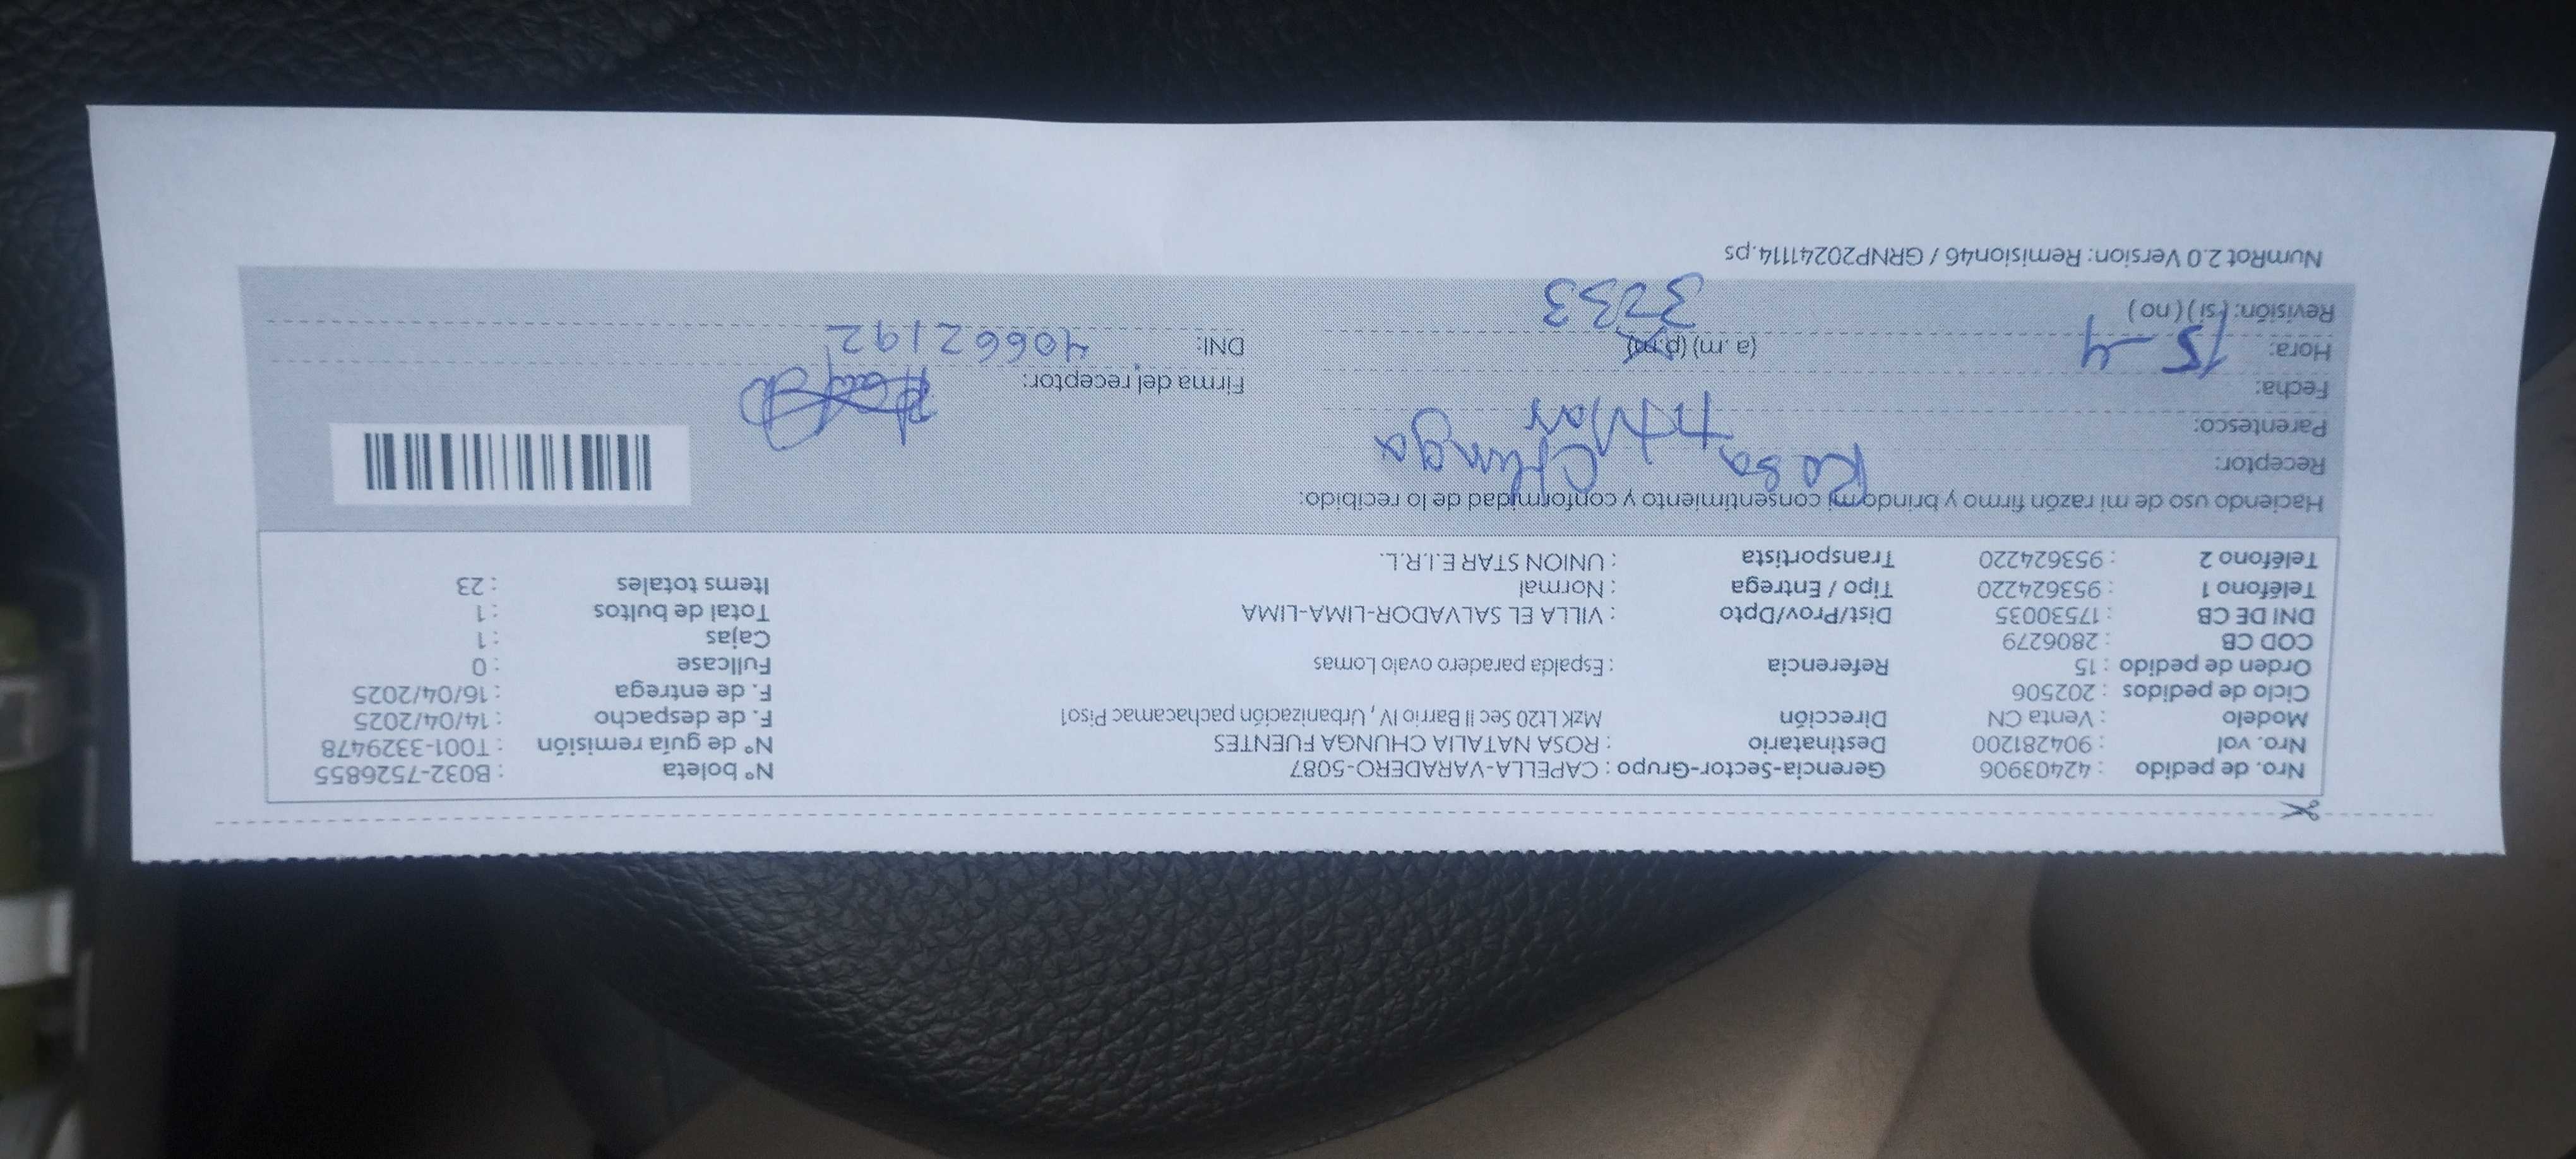 Nro. de pedido : 42403906 Gerencia-Sector-Grupo : CAPELLA-VARADERO-5087 N° boleta : B032-7526855
Nro. vol : 904281200 Destinatario : ROSA NATALIA CHUNGA FUENTES N° de guía remisión : T001-3329478
Modelo : Venta CN Dirección MzK Lt20 Sec II Barrio IV, Urbanización pachacamac Piso1 F. de despacho : 14/04/2025
Ciclo de pedidos : 202506 F. de entrega : 16/04/2025
Orden de pedido : 15 Referencia : Espalda paradero ovalo Lomas Fullcase : 0
COD CB : 2806279 Cajas : 1
DNI DE CB : 17530035 Dist/Prov/Dpto : VILLA EL SALVADOR-LIMA-LIMA Total de bultos : 1
Teléfono 1 : 953624220 Tipo / Entrega : Normal Items totales : 23
Teléfono 2 : 953624220 Transportista : UNION STAR E.I.R.L.
Haciendo uso de mi razón firmo y brindo mi consentimiento y conformidad de lo recibido:
Receptor: Rosa Chunga
Parentesco:
Fecha: 15-4 Firma del receptor:
Hora: (a.m) (p.m) DNI: 40662192
Revisión: (si) (no) 3233
NumRot 2.0 Version: Remision46 / GRNP20241114.ps